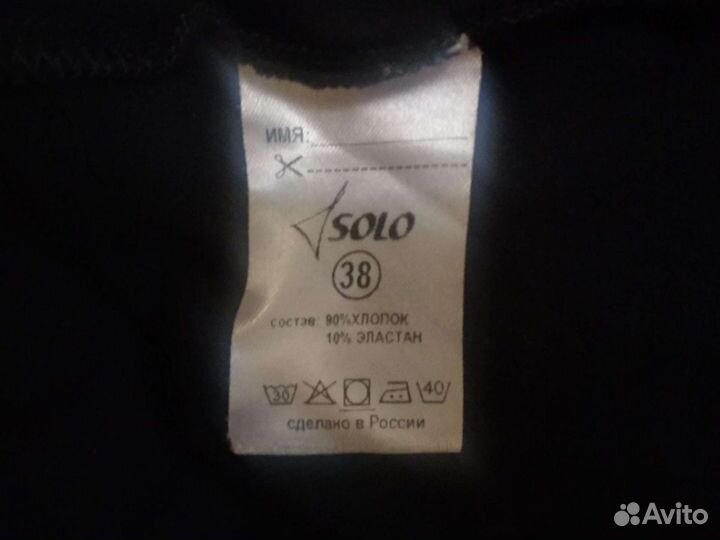 ИМЯ:
SOLO
38
состав: 90%ХЛОПОК
10% ЭЛАСТАН
30 40
сделано в России
Avito